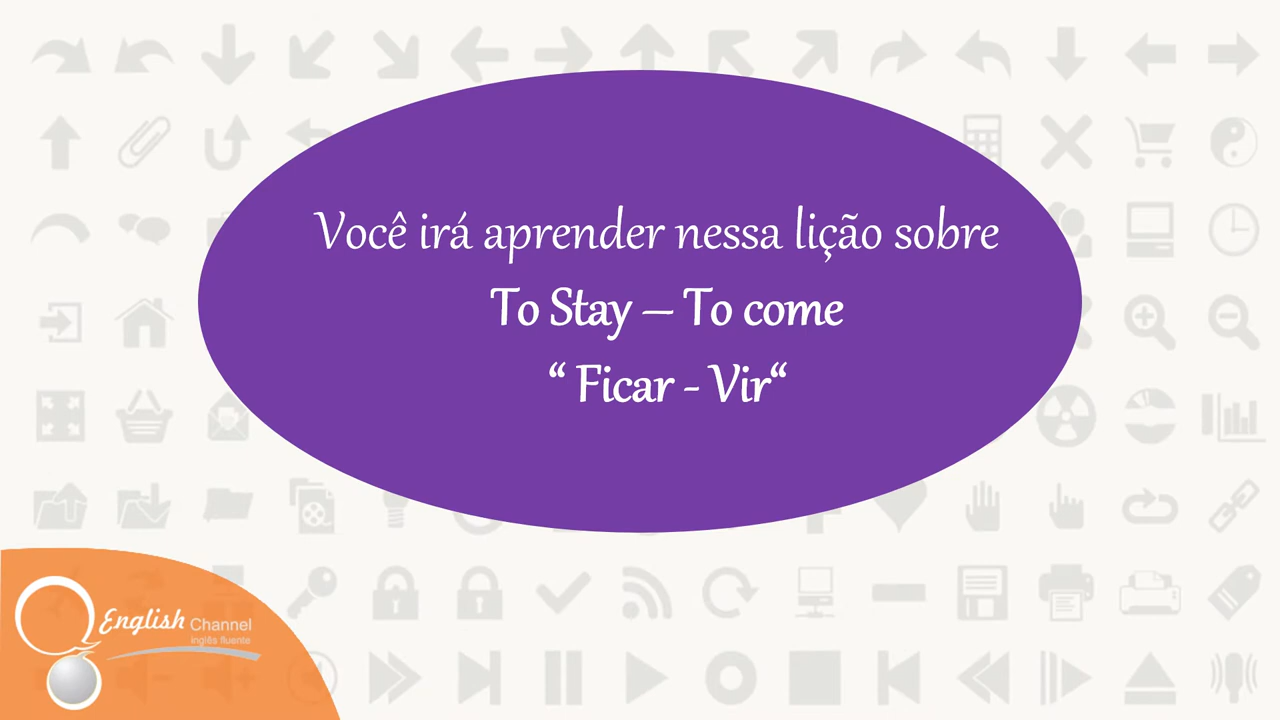 Você irá aprender nessa lição sobre
To Stay – To come
“ Ficar - Vir“
English Channel
inglês fluente